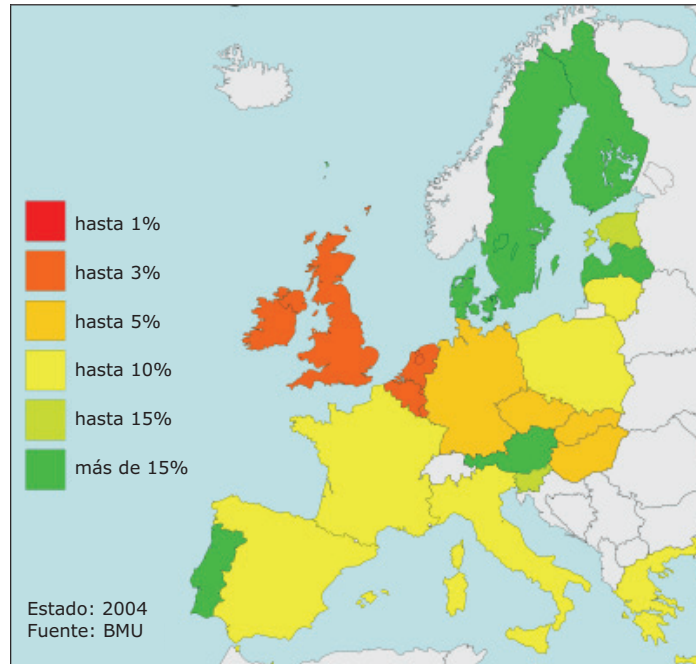 hasta 1%
hasta 3%
hasta 5%
hasta 10%
hasta 15%
más de 15%
Estado: 2004
Fuente: BMU